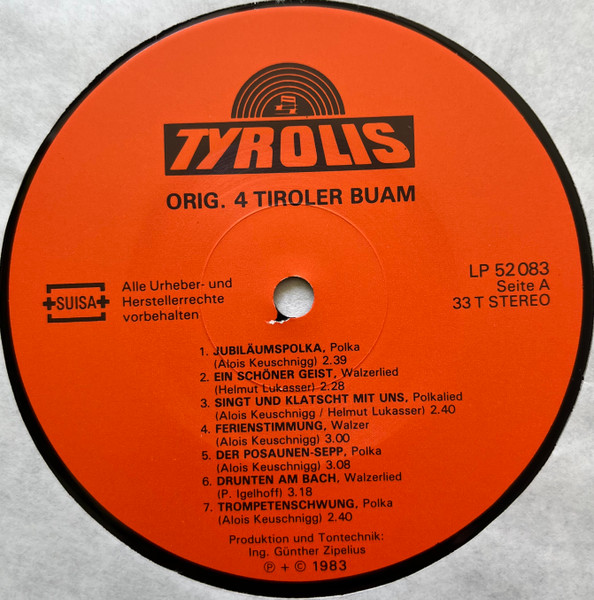 TYROLIS
ORIG. 4 TIROLER BUAM
LP 52 083
Seite A
33 T STEREO
SUISA
Alle Urheber- und
Herstellerrechte
vorbehalten
1. JUBILÄUMSPOLKA, Polka
(Alois Keuschnigg) 2.39
2. EIN SCHÖNER GEIST, Walzerlied
(Helmut Lukasser) 2.28
3. SINGT UND KLATSCHT MIT UNS, Polkalied
(Alois Keuschnigg / Helmut Lukasser) 2.40
4. FERIENSTIMMUNG, Walzer
(Alois Keuschnigg) 3.00
5. DER POSAUNEN-SEPP, Polka
(Alois Keuschnigg) 3.08
6. DRUNTEN AM BACH, Walzerlied
(P. Igelhoff) 3.18
7. TROMPETENSCHWUNG, Polka
(Alois Keuschnigg) 2.40
Produktion und Tontechnik:
Ing. Günther Zipelius
Ⓟ + © 1983